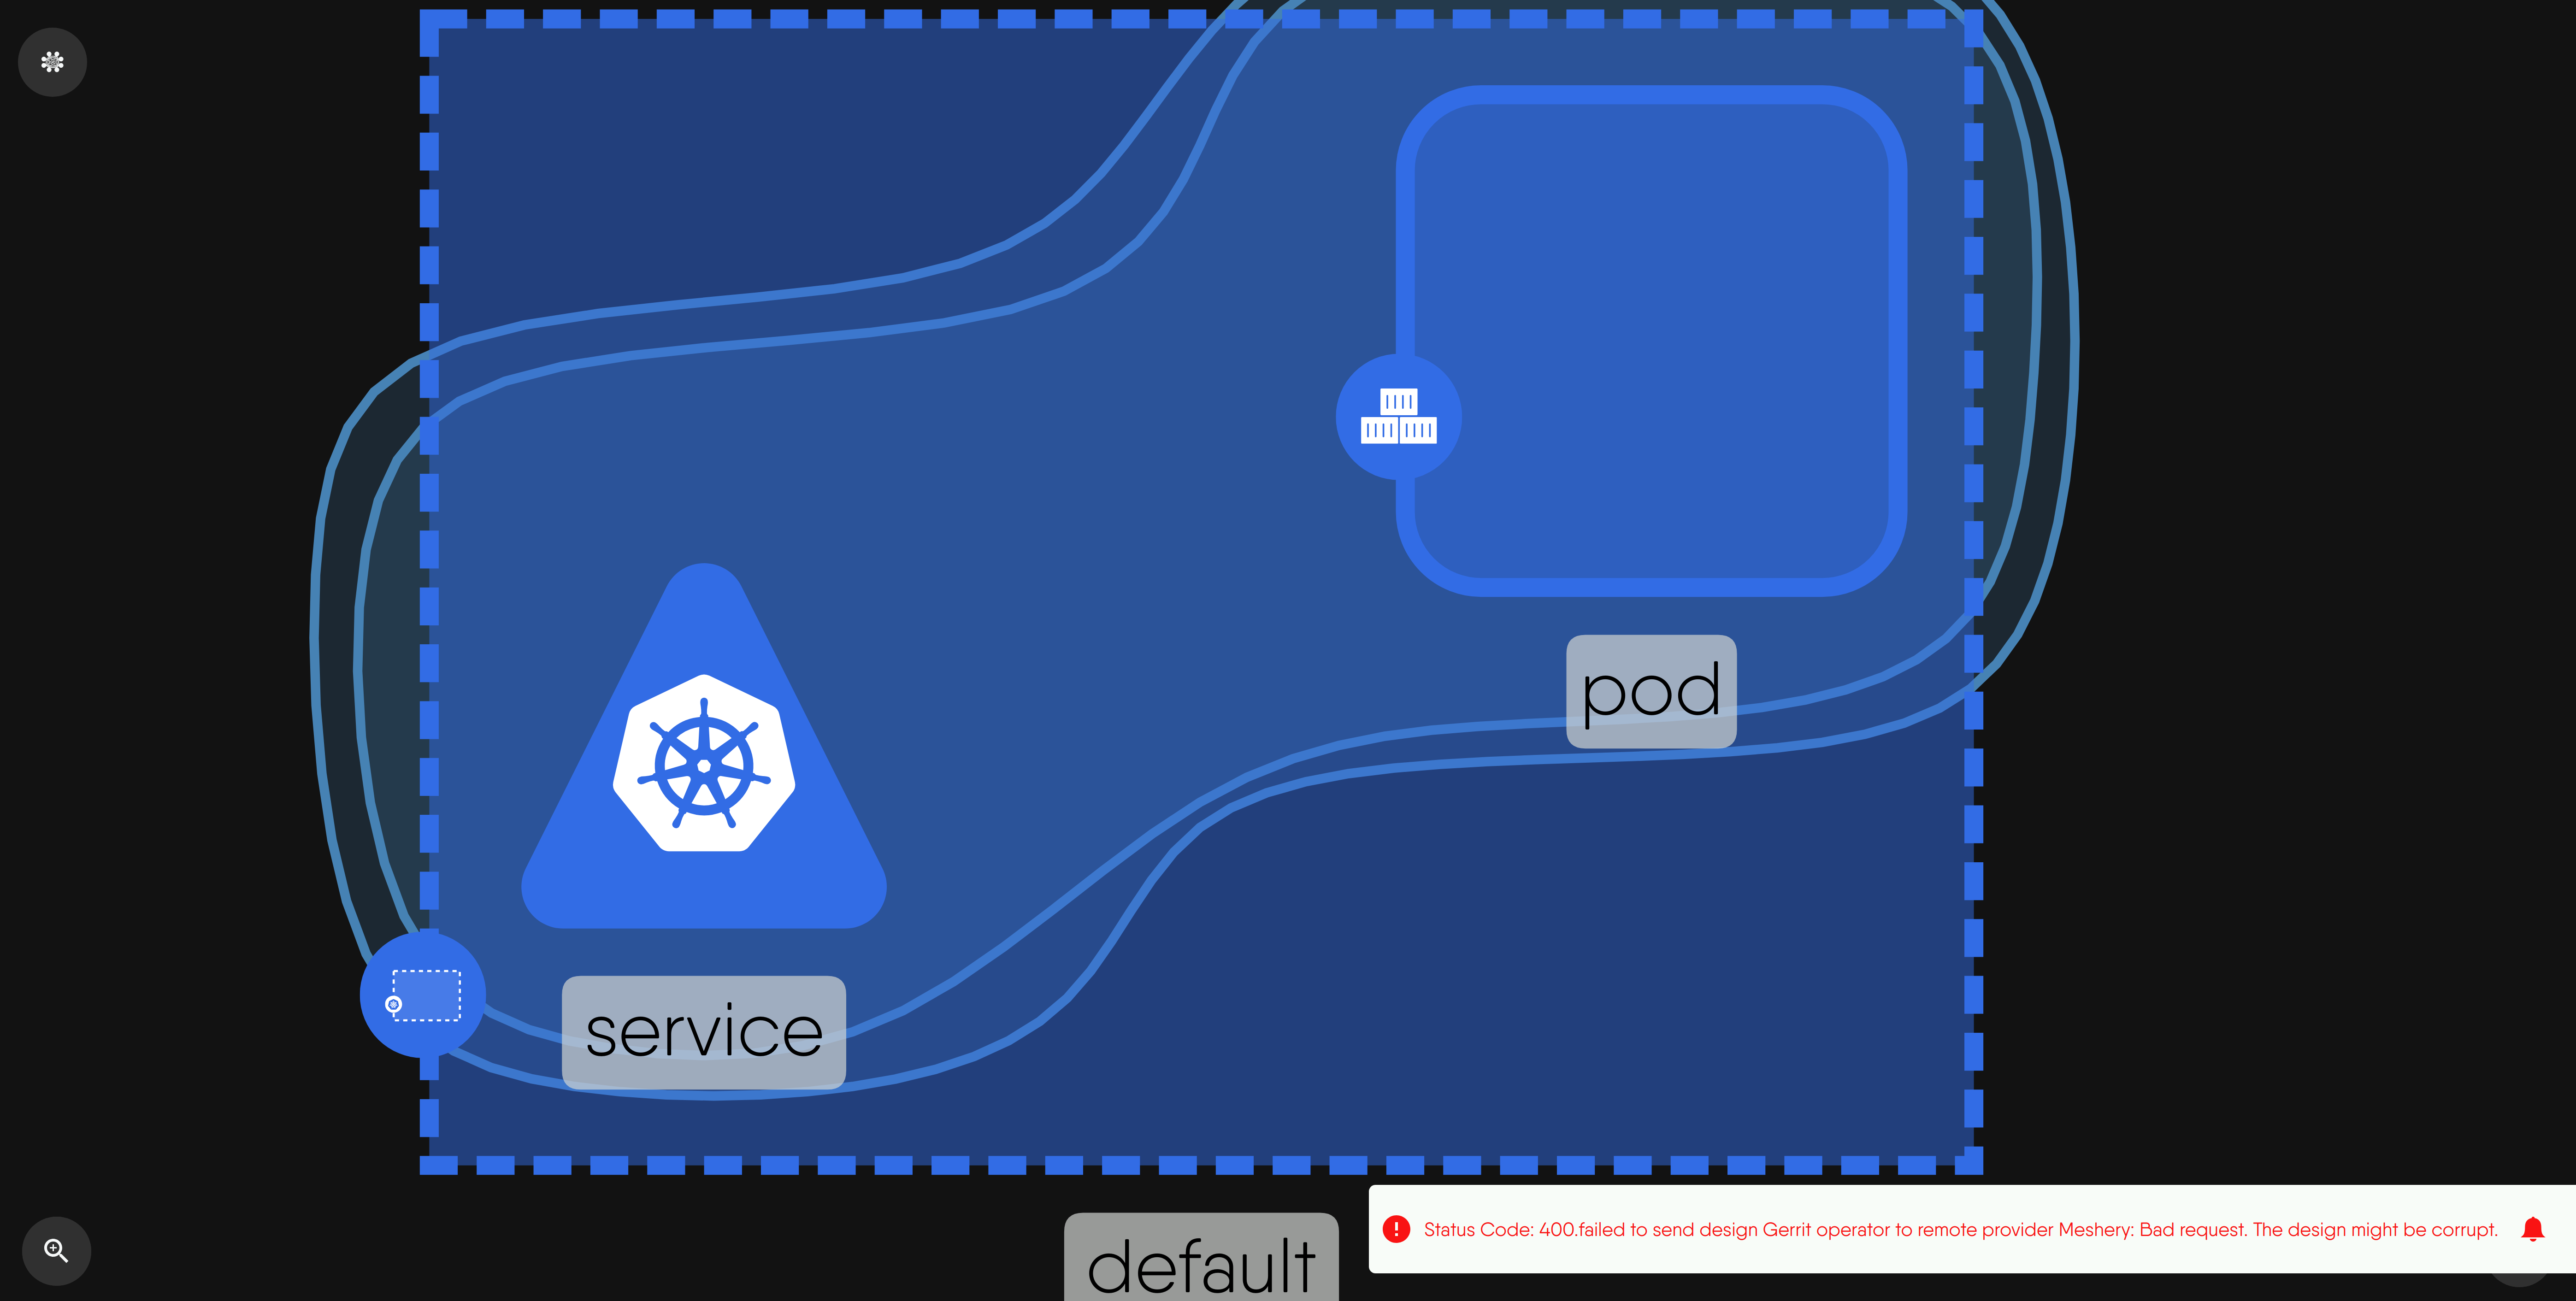 pod
service
default
Status Code: 400.failed to send design Gerrit operator to remote provider Meshery: Bad request. The design might be corrupt.